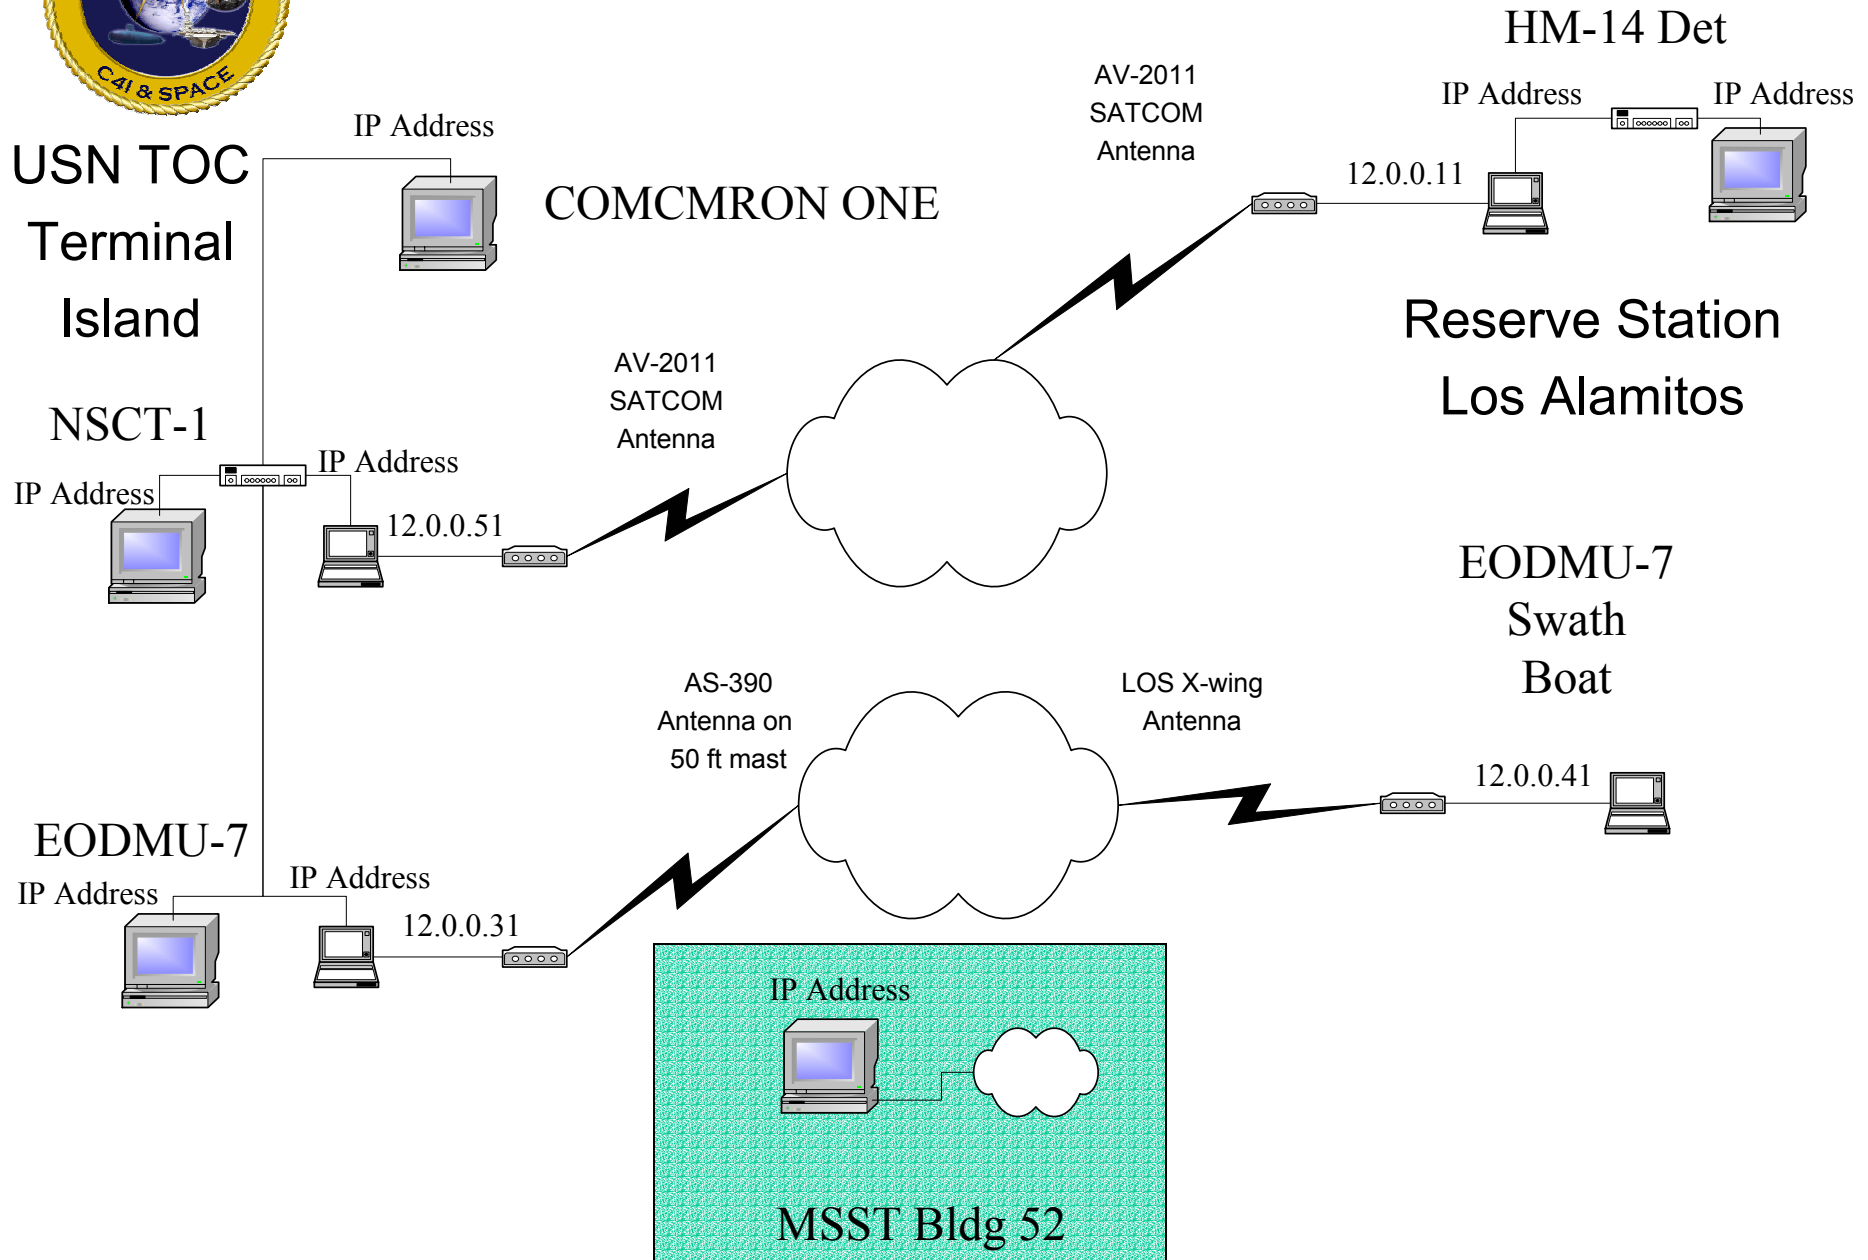 C4I & SPACE
USN TOC
Terminal
Island
IP Address
COMCMRON ONE
AV-2011
SATCOM
Antenna
HM-14 Det
IP Address
IP Address
12.0.0.11
Reserve Station
Los Alamitos
NSCT-1
IP Address
IP Address
12.0.0.51
AV-2011
SATCOM
Antenna
EODMU-7
Swath
Boat
12.0.0.41
AS-390
Antenna on
50 ft mast
LOS X-wing
Antenna
EODMU-7
IP Address
IP Address
12.0.0.31
IP Address
MSST Bldg 52